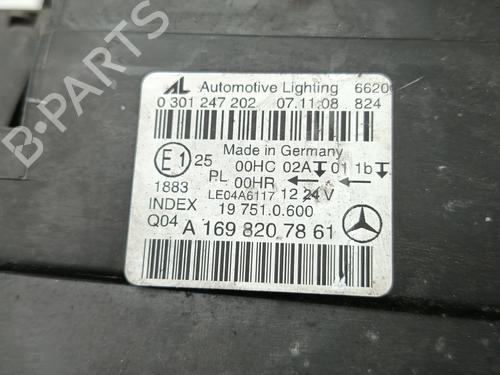 AL Automotive Lighting 6620
0 301 247 202 07.11.08 824
Made in Germany
E1 25 00HC 02A 01 1b
PL 00HR
1883 LE04A6117 12 24 V
INDEX 19 751.0.600
Q04 A 169 820 78 61
B-PARTS